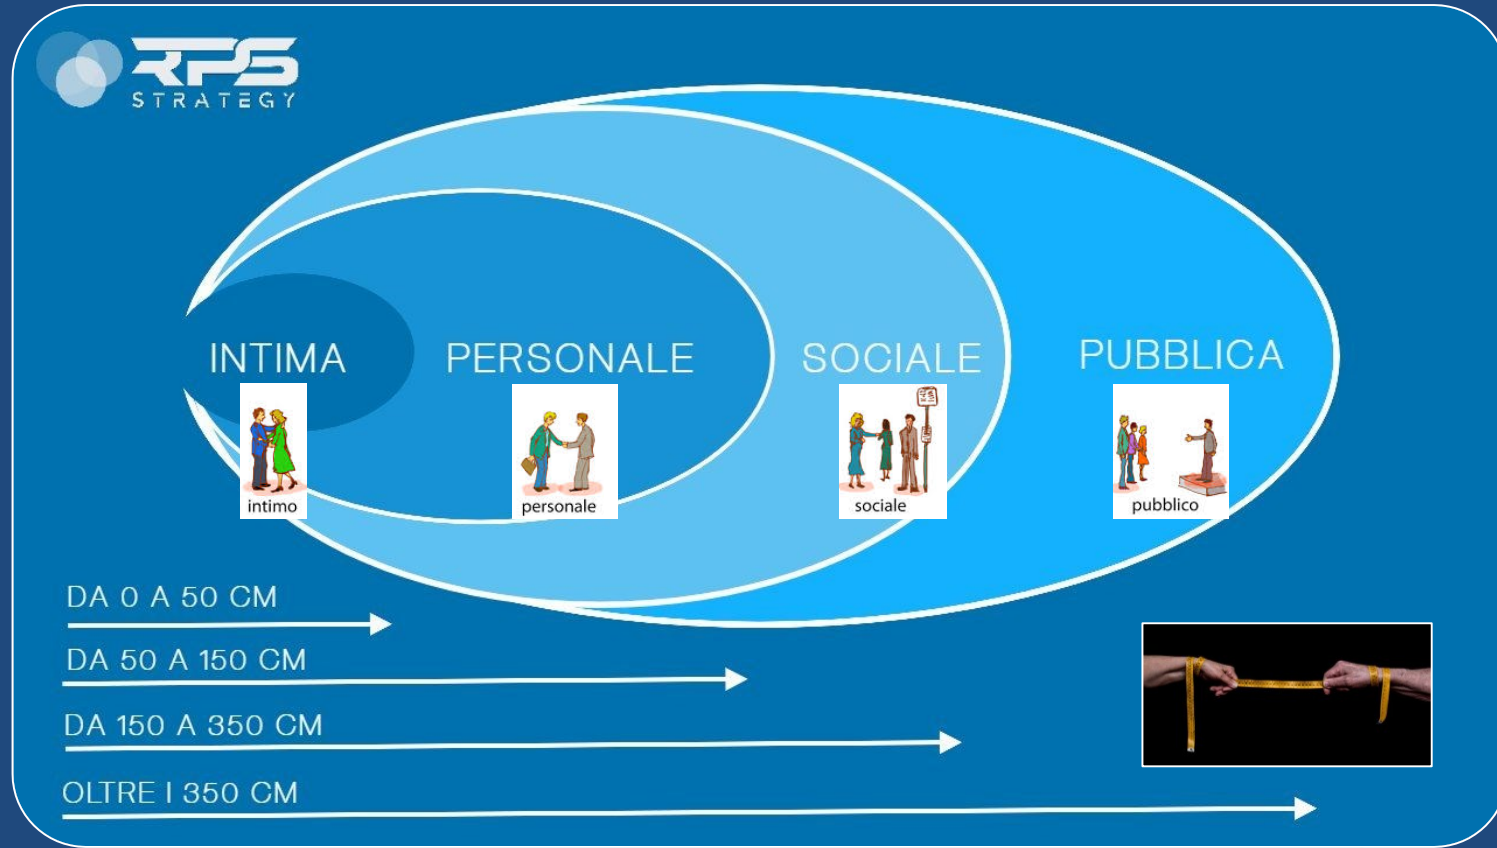 RPS
STRATEGY
INTIMA
PERSONALE
SOCIALE
PUBBLICA
intimo
personale
sociale
pubblico
DA 0 A 50 CM
DA 50 A 150 CM
DA 150 A 350 CM
OLTRE I 350 CM